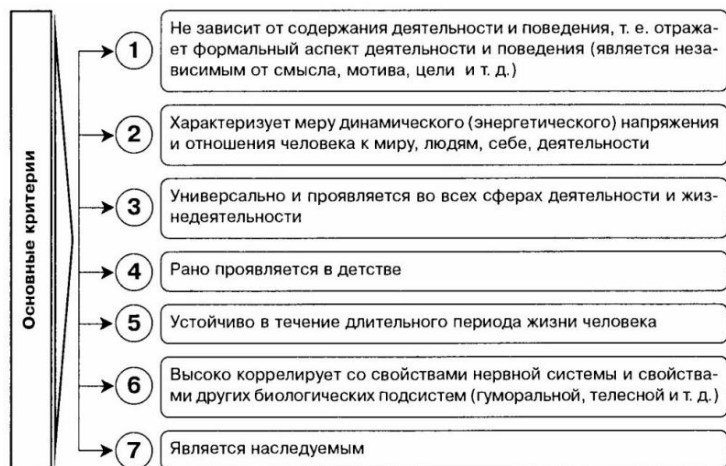 Основные критерии
1
Не зависит от содержания деятельности и поведения, т. е. отража-
ет формальный аспект деятельности и поведения (является неза-
висимым от смысла, мотива, цели и т. д.)
2
Характеризует меру динамического (энергетического) напряжения
и отношения человека к миру, людям, себе, деятельности
3
Универсально и проявляется во всех сферах деятельности и жиз-
недеятельности
4
Рано проявляется в детстве
5
Устойчиво в течение длительного периода жизни человека
6
Высоко коррелирует со свойствами нервной системы и свойства-
ми других биологических подсистем (гуморальной, телесной и т. д.)
7
Является наследуемым